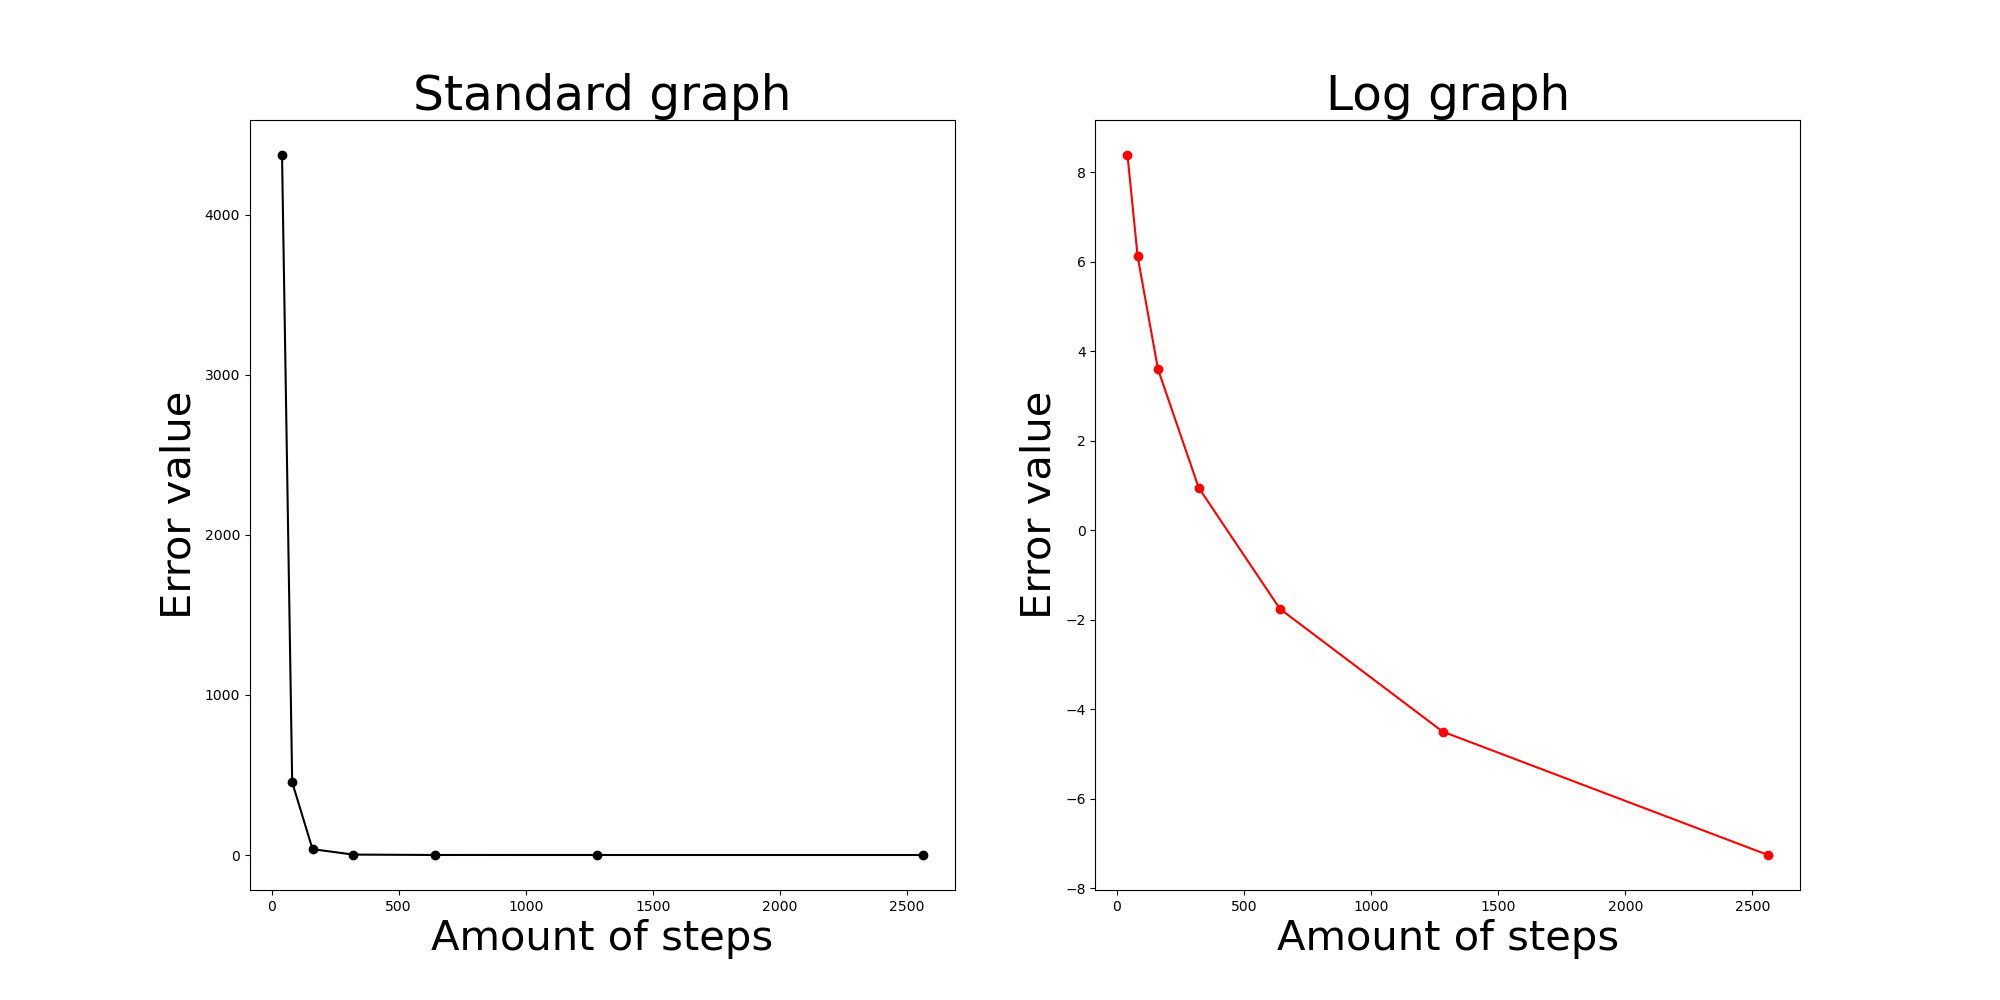 Standard graph
Error value
4000
3000
2000
1000
0
0 500 1000 1500 2000 2500
Amount of steps
Log graph
Error value
8
6
4
2
0
−2
−4
−6
−8
0 500 1000 1500 2000 2500
Amount of steps